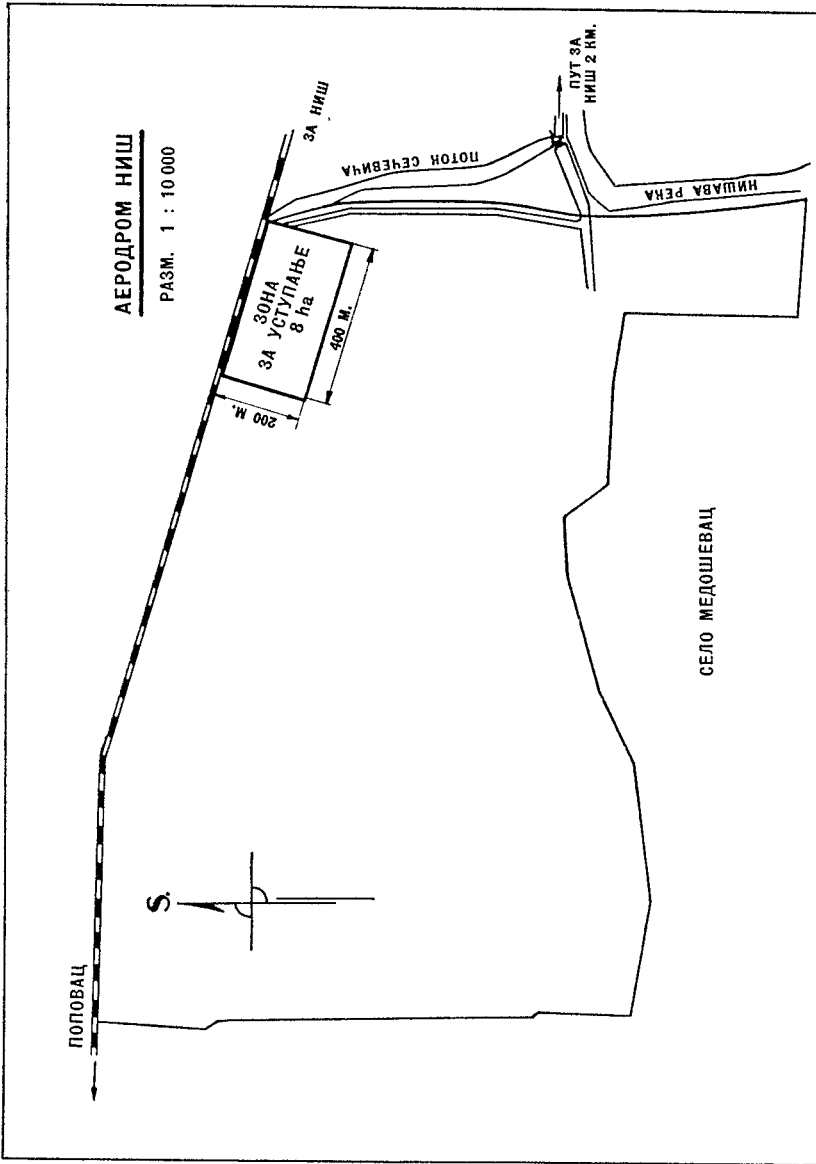 АЕРОДРОМ НИШ
РАЗМ. 1 : 10 000
ПОПОВАЦ
ЗА НИШ
S.
ЗОНА
ЗА УСТУПАЊЕ
8 ha
200 М.
400 М.
ПОТОК СЕЧЕВИЧА
ПУТ ЗА
НИШ 2 КМ.
НИШАВА РЕКА
СЕЛО МЕДОШЕВАЦ